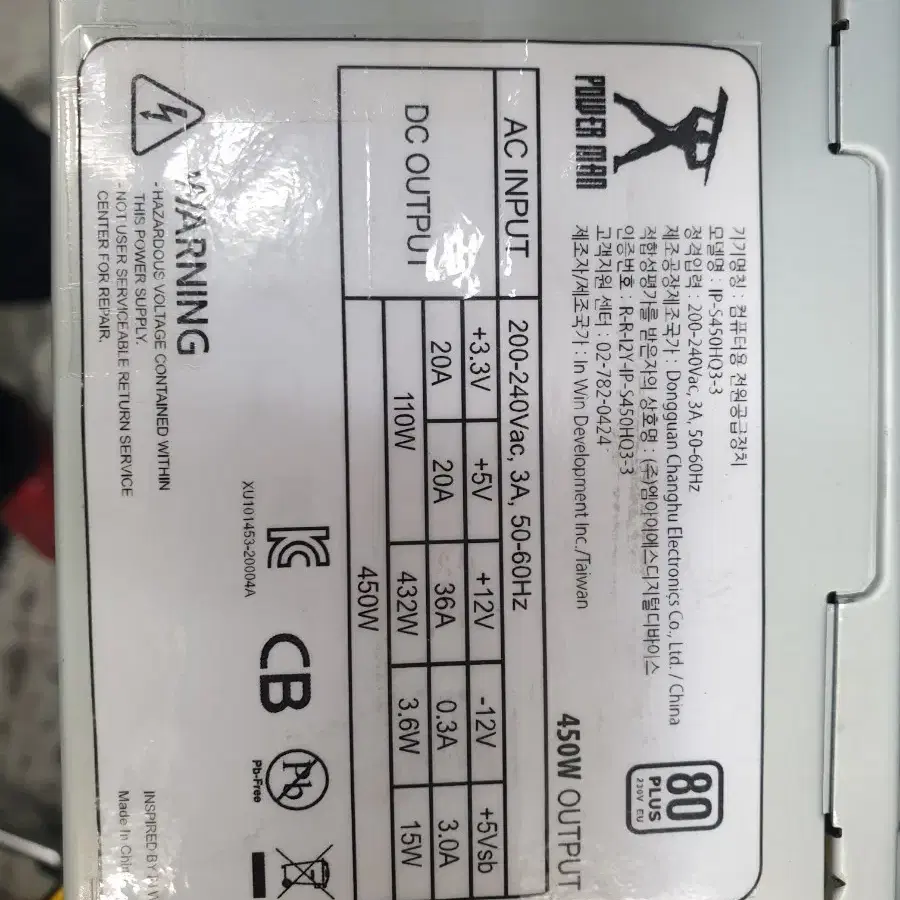 POWER MAN
기기명칭 : 컴퓨터용 전원공급장치
모델명 : IP-S450HQ3-3
정격입력 : 200-240Vac, 3A, 50-60Hz
제조공장제조국가 : Dongguan Changhu Electronics Co., Ltd. / China
적합성평가를 받은자의 상호명 : (주)엠아이에스디지털디바이스
인증번호 : R-R-I2Y-IP-S450HQ3-3
고객지원 센터 : 02-782-0424
제조자/제조국가 : In Win Development Inc./Taiwan
80
PLUS
230V EU
450W OUTPUT
AC INPUT 200-240Vac, 3A, 50-60Hz
DC OUTPUT +3.3V +5V +12V -12V +5Vsb
20A 20A 36A 0.3A 3.0A
110W 432W 3.6W 15W
450W
WARNING
- HAZARDOUS VOLTAGE CONTAINED WITHIN
THIS POWER SUPPLY.
- NOT USER SERVICEABLE RETURN SERVICE
CENTER FOR REPAIR.
XU101453-20004A
CB
Pb
Pb-Free
INSPIRED BY
Made In